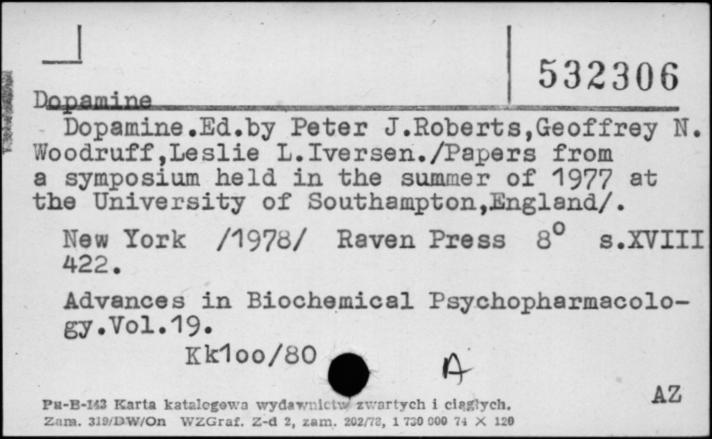 532306
Dopamine
Dopamine.Ed.by Peter J.Roberts,Geoffrey N.
Woodruff,Leslie L.Iversen./Papers from
a symposium held in the summer of 1977 at
the University of Southampton,England/.
New York /1978/ Raven Press 8° s.XVIII
422.
Advances in Biochemical Psychopharmacolo-
gy.Vol.19.
Kk1oo/80
A
AZ
Pu-B-143 Karta katalogowa wydawnictw zwartych i ciągłych.
Zam. 319/DW/On WZGraf. Z-d 2, zam. 202/73, 1 730 000 74 X 120